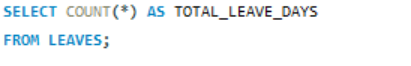 SELECT COUNT(*) AS TOTAL_LEAVE_DAYS
FROM LEAVES;